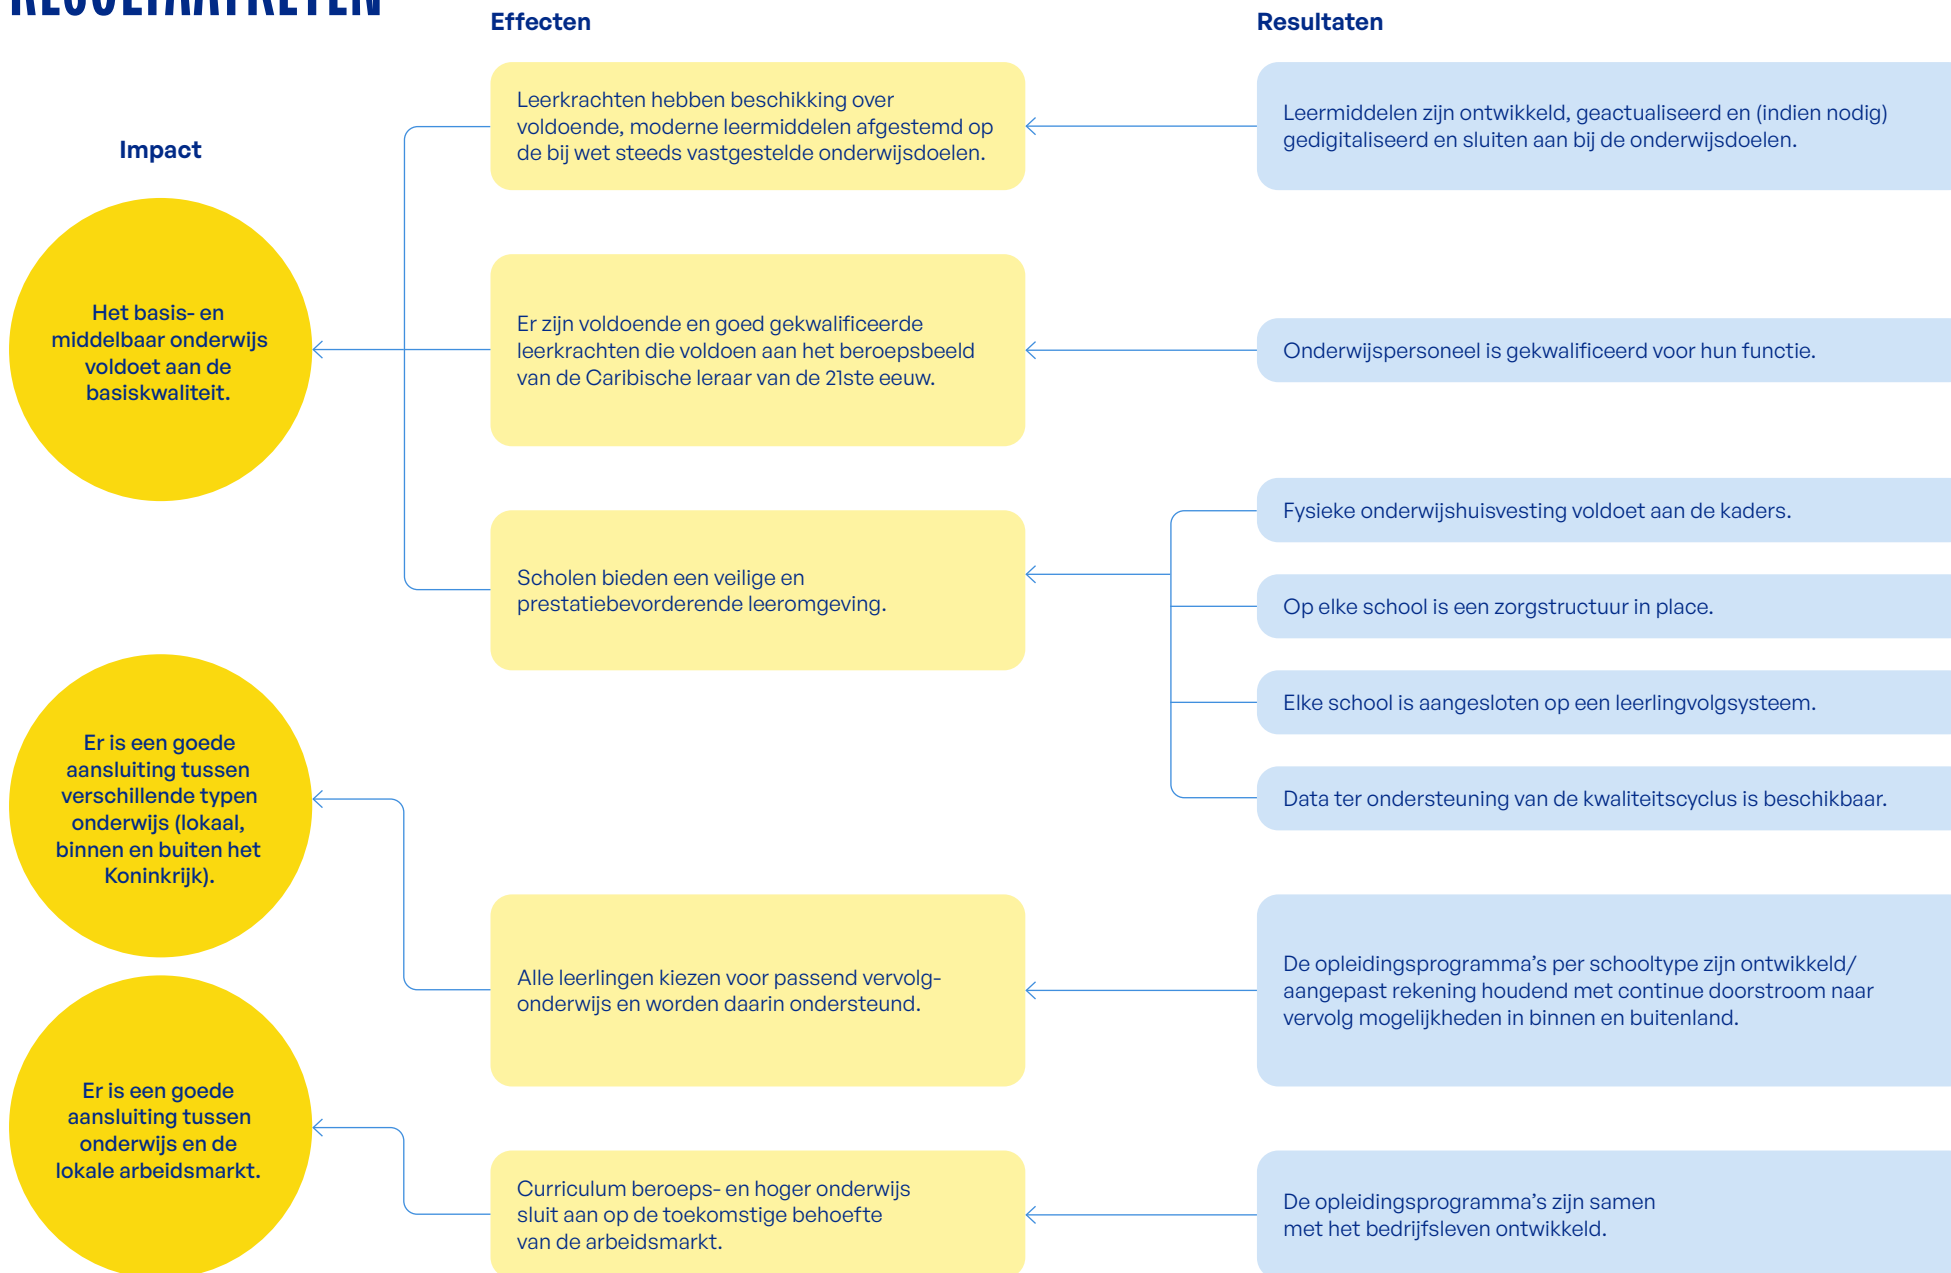 RESULTAATKETEN
Effecten
Resultaten
Impact
Leerkrachten hebben beschikking over
voldoende, moderne leermiddelen afgestemd op
de bij wet steeds vastgestelde onderwijsdoelen.
Leermiddelen zijn ontwikkeld, geactualiseerd en (indien nodig)
gedigitaliseerd en sluiten aan bij de onderwijsdoelen.
Het basis- en
middelbaar onderwijs
voldoet aan de
basiskwaliteit.
Er zijn voldoende en goed gekwalificeerde
leerkrachten die voldoen aan het beroepsbeeld
van de Caribische leraar van de 21ste eeuw.
Onderwijspersoneel is gekwalificeerd voor hun functie.
Scholen bieden een veilige en
prestatiebevorderende leeromgeving.
Fysieke onderwijshuisvesting voldoet aan de kaders.
Op elke school is een zorgstructuur in place.
Elke school is aangesloten op een leerlingvolgsysteem.
Data ter ondersteuning van de kwaliteitscyclus is beschikbaar.
Er is een goede
aansluiting tussen
verschillende typen
onderwijs (lokaal,
binnen en buiten het
Koninkrijk).
Alle leerlingen kiezen voor passend vervolg-
onderwijs en worden daarin ondersteund.
De opleidingsprogramma’s per schooltype zijn ontwikkeld/
aangepast rekening houdend met continue doorstroom naar
vervolg mogelijkheden in binnen en buitenland.
Er is een goede
aansluiting tussen
onderwijs en de
lokale arbeidsmarkt.
Curriculum beroeps- en hoger onderwijs
sluit aan op de toekomstige behoefte
van de arbeidsmarkt.
De opleidingsprogramma’s zijn samen
met het bedrijfsleven ontwikkeld.